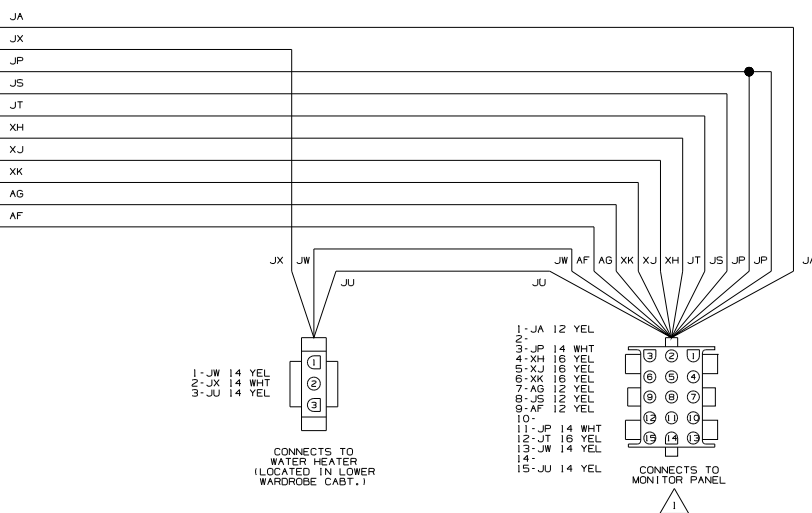 JA
JX
JP
JS
JT
XH
XJ
XK
AG
AF
JX JW JW AF AG XK XJ XH JT JS JP JP JA
JU JU
1-JW 14 YEL
2-JX 14 WHT
3-JU 14 YEL
1
2
3
CONNECTS TO
WATER HEATER
(LOCATED IN LOWER
WARDROBE CABT.)
1-JA 12 YEL
2-
3-JP 14 WHT
4-XH 16 YEL
5-XJ 16 YEL
6-XK 16 YEL
7-AG 12 YEL
8-JS 12 YEL
9-AF 12 YEL
10-
11-JP 14 WHT
12-JT 16 YEL
13-JW 14 YEL
14-
15-JU 14 YEL
3 2 1
6 5 4
9 8 7
12 11 10
15 14 13
CONNECTS TO
MONITOR PANEL
1